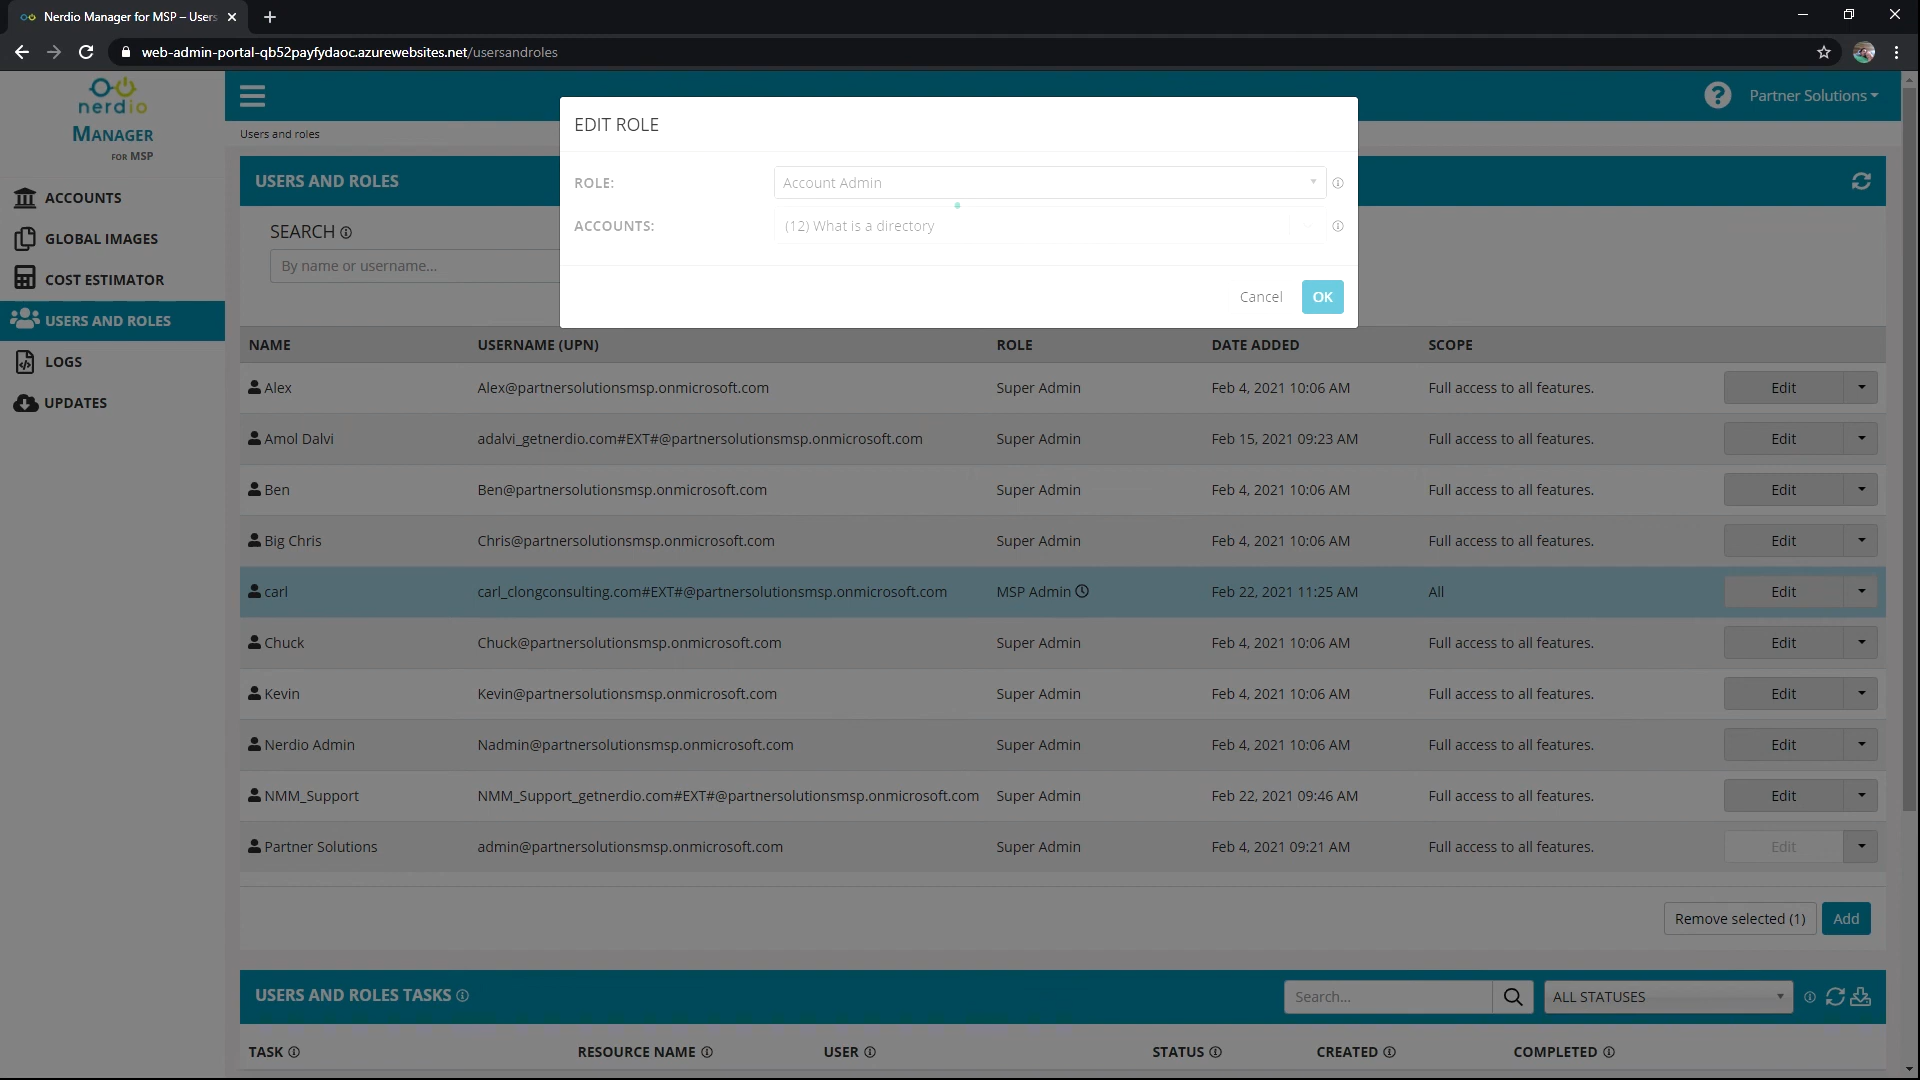 Nerdio Manager for MSP – Users
web-admin-portal-qb52payfydaoc.azurewebsites.net/usersandroles
nerdio
MANAGER
FOR MSP
Partner Solutions
Users and roles
ACCOUNTS
GLOBAL IMAGES
COST ESTIMATOR
USERS AND ROLES
LOGS
UPDATES
USERS AND ROLES
SEARCH
By name or username...
EDIT ROLE
ROLE: Account Admin
ACCOUNTS: (12) What is a directory
Cancel OK
NAME USERNAME (UPN) ROLE DATE ADDED SCOPE
Alex Alex@partnersolutionsmsp.onmicrosoft.com Super Admin Feb 4, 2021 10:06 AM Full access to all features. Edit
Amol Dalvi adalvi_getnerdio.com#EXT#@partnersolutionsmsp.onmicrosoft.com Super Admin Feb 15, 2021 09:23 AM Full access to all features. Edit
Ben Ben@partnersolutionsmsp.onmicrosoft.com Super Admin Feb 4, 2021 10:06 AM Full access to all features. Edit
Big Chris Chris@partnersolutionsmsp.onmicrosoft.com Super Admin Feb 4, 2021 10:06 AM Full access to all features. Edit
carl carl_clongconsulting.com#EXT#@partnersolutionsmsp.onmicrosoft.com MSP Admin Feb 22, 2021 11:25 AM All Edit
Chuck Chuck@partnersolutionsmsp.onmicrosoft.com Super Admin Feb 4, 2021 10:06 AM Full access to all features. Edit
Kevin Kevin@partnersolutionsmsp.onmicrosoft.com Super Admin Feb 4, 2021 10:06 AM Full access to all features. Edit
Nerdio Admin Nadmin@partnersolutionsmsp.onmicrosoft.com Super Admin Feb 4, 2021 10:06 AM Full access to all features. Edit
NMM_Support NMM_Support_getnerdio.com#EXT#@partnersolutionsmsp.onmicrosoft.com Super Admin Feb 22, 2021 09:46 AM Full access to all features. Edit
Partner Solutions admin@partnersolutionsmsp.onmicrosoft.com Super Admin Feb 4, 2021 09:21 AM Full access to all features. Edit
Remove selected (1) Add
USERS AND ROLES TASKS Search... ALL STATUSES
TASK RESOURCE NAME USER STATUS CREATED COMPLETED